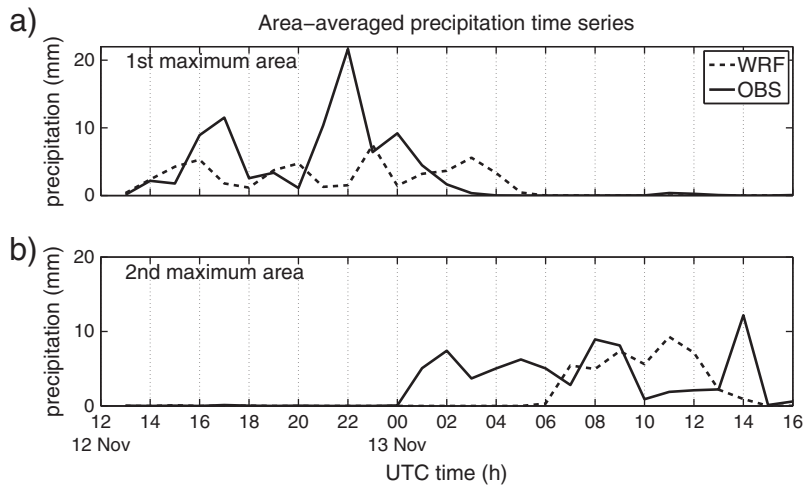 a)
Area−averaged precipitation time series
1st maximum area
WRF
OBS
precipitation (mm)
20
10
0
b)
2nd maximum area
precipitation (mm)
20
10
0
12 14 16 18 20 22 00 02 04 06 08 10 12 14 16
12 Nov 13 Nov
UTC time (h)